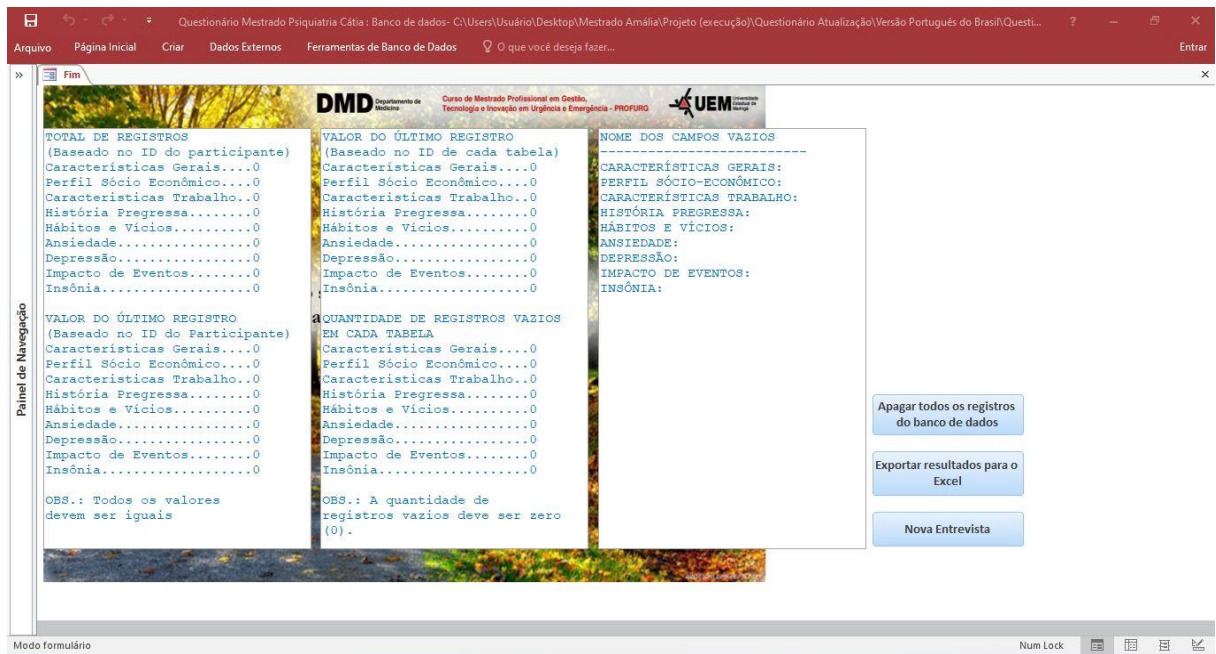 Questionário Mestrado Psiquiatria Cátia : Banco de dados- C:\Users\Usuário\Desktop\Mestrado Amália\Projeto (execução)\Questionário Atualização\Versão Português do Brasil\Questi...
Arquivo Página Inicial Criar Dados Externos Ferramentas de Banco de Dados O que você deseja fazer... Entrar
Fim
DMD Departamento de Medicina
Curso de Mestrado Profissional em Gestão,
Tecnologia e Inovação em Urgência e Emergência - PROFURG
UEM Universidade Estadual de Maringá
TOTAL DE REGISTROS
(Baseado no ID do participante)
Características Gerais....0
Perfil Sócio Econômico....0
Caracteristicas Trabalho..0
História Pregressa........0
Hábitos e Vícios..........0
Ansiedade.................0
Depressão.................0
Impacto de Eventos........0
Insônia...................0
VALOR DO ÚLTIMO REGISTRO
(Baseado no ID do Participante)
Características Gerais....0
Perfil Sócio Econômico....0
Caracteristicas Trabalho..0
História Pregressa........0
Hábitos e Vícios..........0
Ansiedade.................0
Depressão.................0
Impacto de Eventos........0
Insônia...................0
OBS.: Todos os valores
devem ser iguais
VALOR DO ÚLTIMO REGISTRO
(Baseado no ID de cada tabela)
Características Gerais....0
Perfil Sócio Econômico....0
Caracteristicas Trabalho..0
História Pregressa........0
Hábitos e Vícios..........0
Ansiedade.................0
Depressão.................0
Impacto de Eventos........0
Insônia...................0
QUANTIDADE DE REGISTROS VAZIOS
EM CADA TABELA
Características Gerais....0
Perfil Sócio Econômico....0
Caracteristicas Trabalho..0
História Pregressa........0
Hábitos e Vícios..........0
Ansiedade.................0
Depressão.................0
Impacto de Eventos........0
Insônia...................0
OBS.: A quantidade de
registros vazios deve ser zero
(0).
NOME DOS CAMPOS VAZIOS
--------------------------
CARACTERÍSTICAS GERAIS:
PERFIL SÓCIO-ECONÔMICO:
CARACTERÍSTICAS TRABALHO:
HISTÓRIA PREGRESSA:
HÁBITOS E VÍCIOS:
ANSIEDADE:
DEPRESSÃO:
IMPACTO DE EVENTOS:
INSÔNIA:
Apagar todos os registros
do banco de dados
Exportar resultados para o
Excel
Nova Entrevista
Painel de Navegação
Modo formulário Num Lock